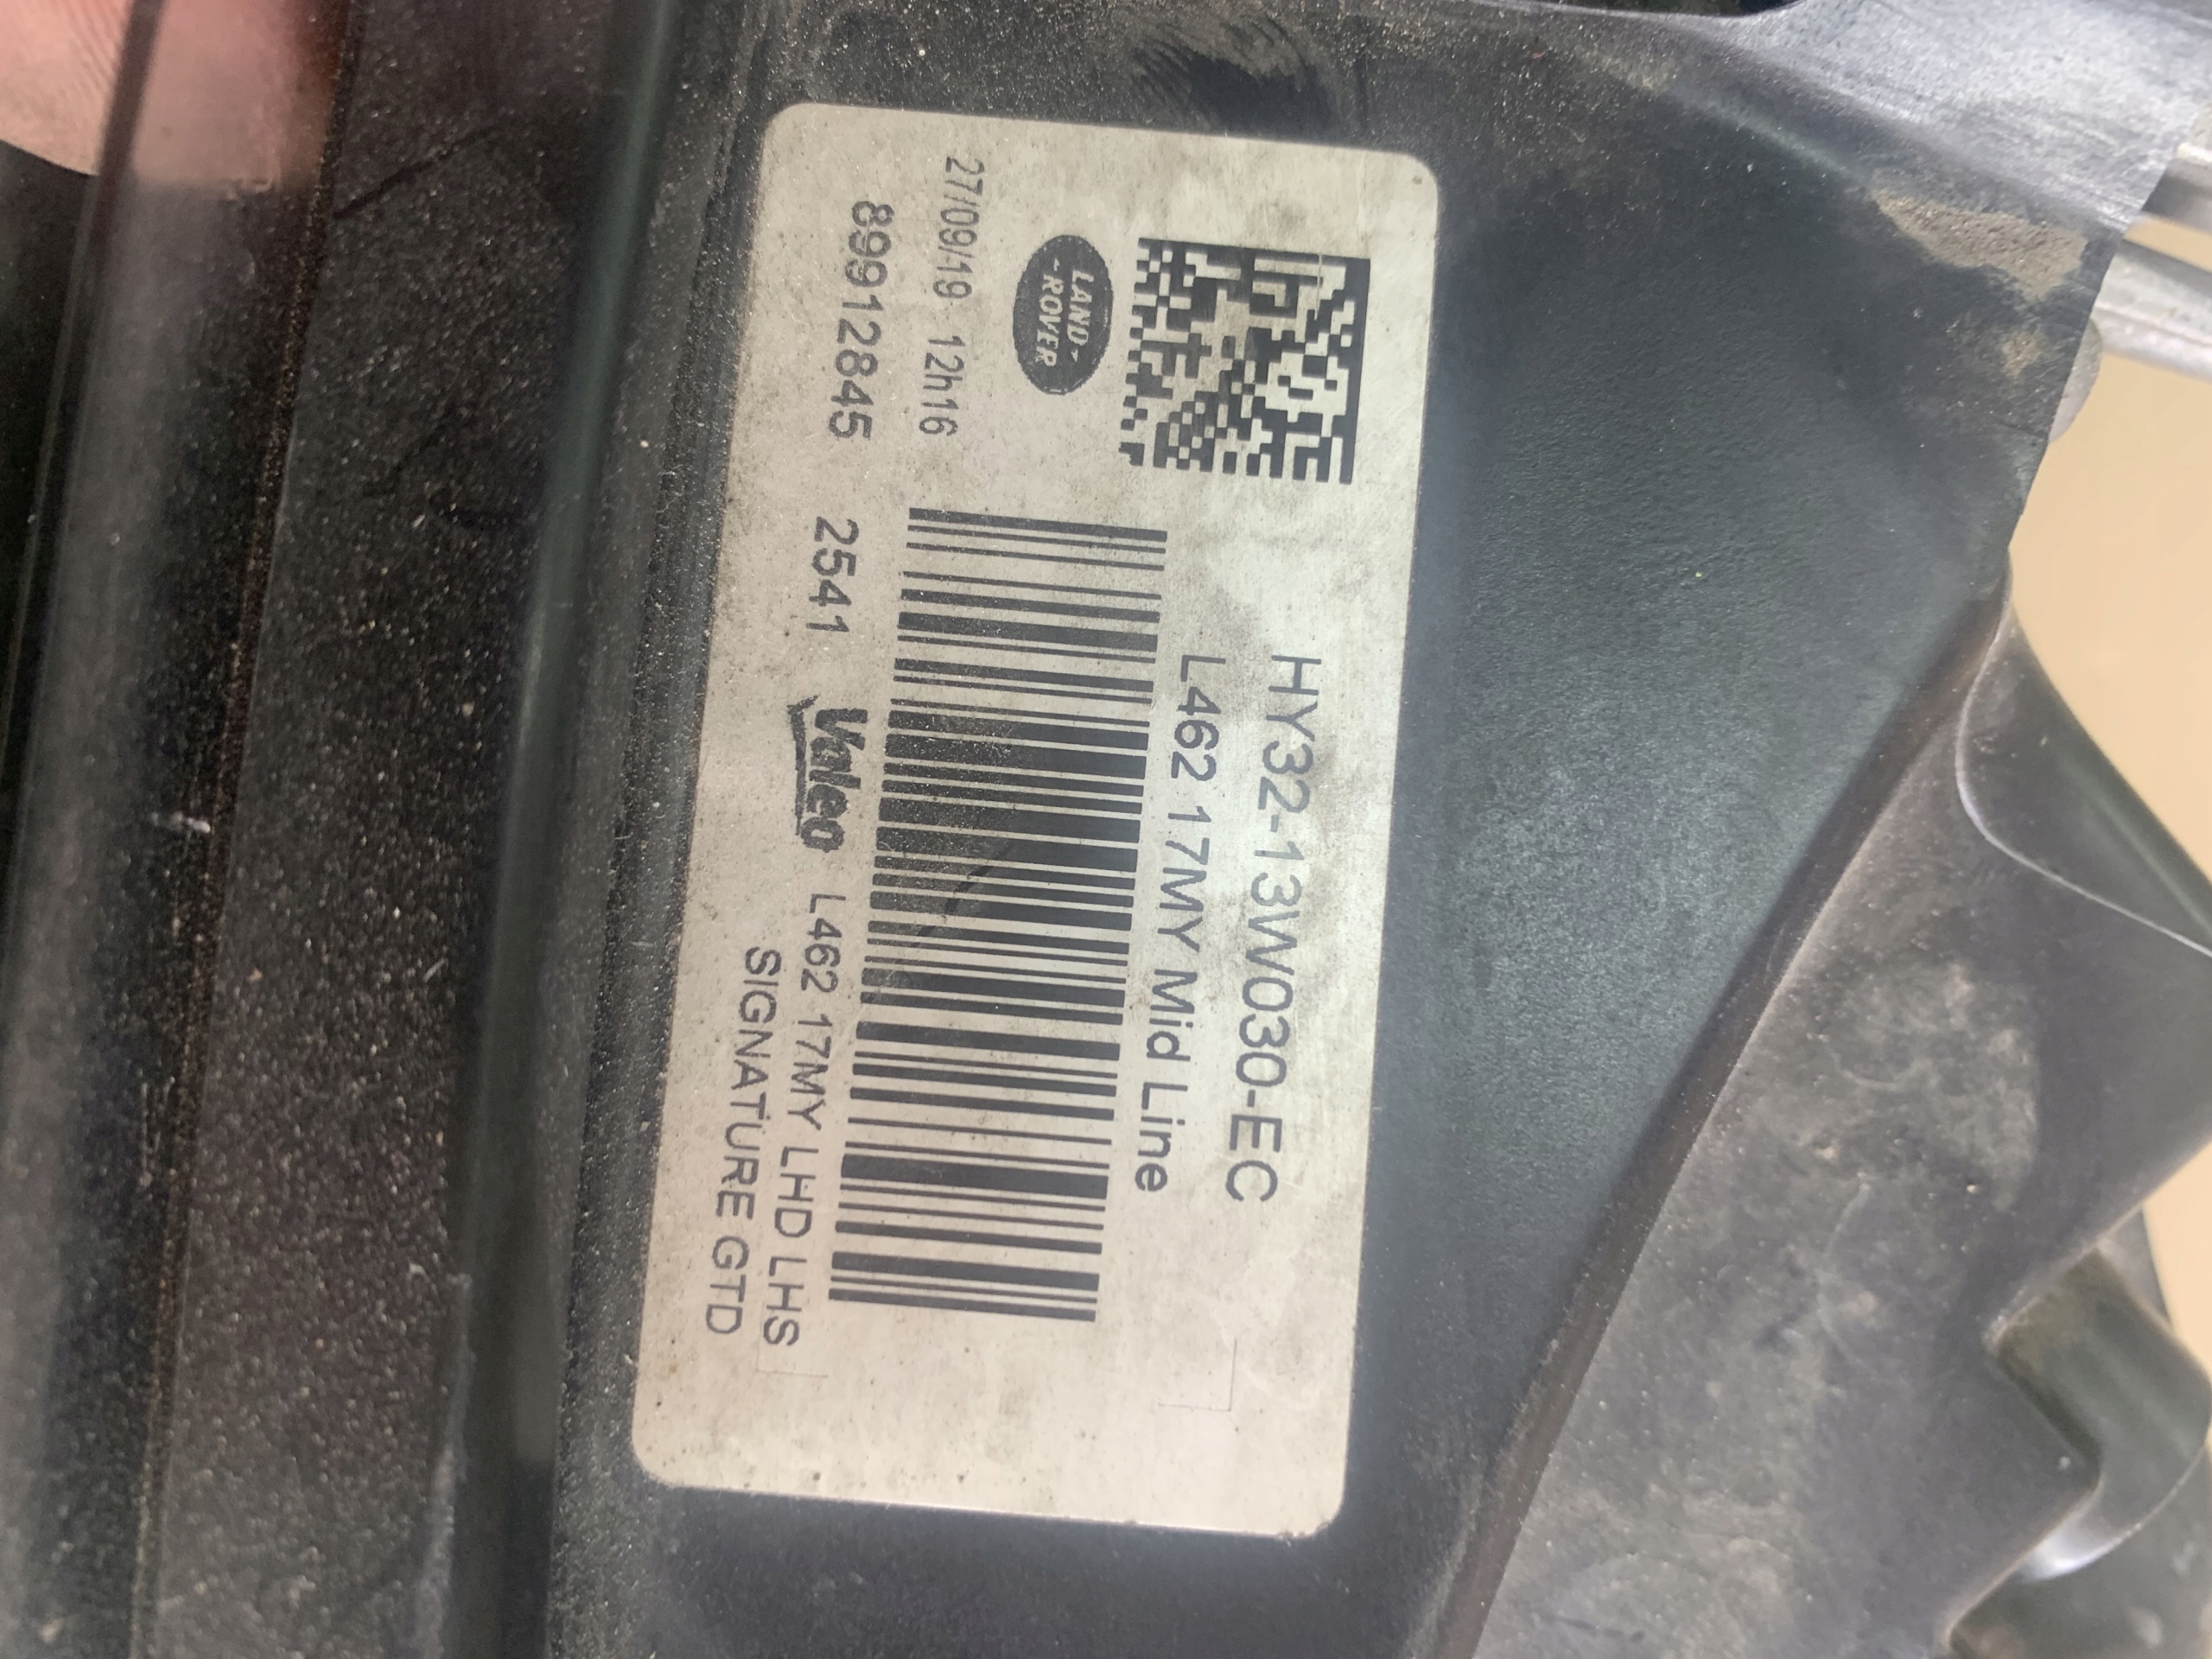 HY32-13W030-EC
L462 17MY Mid Line
LAND
ROVER
27/09/19 12h16
89912845 2541 Valeo L462 17MY LHD LHS
SIGNATURE GTD